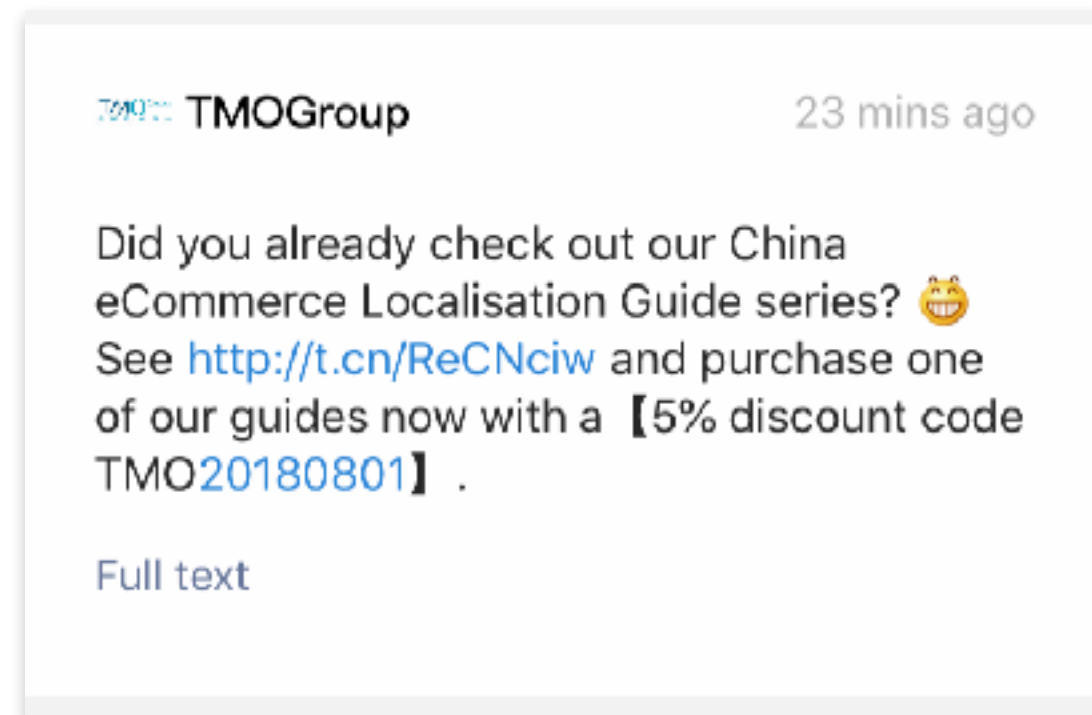 TMOGroup 23 mins ago
Did you already check out our China
eCommerce Localisation Guide series? 😁
See http://t.cn/ReCNciw and purchase one
of our guides now with a【5% discount code
TMO20180801】.
Full text